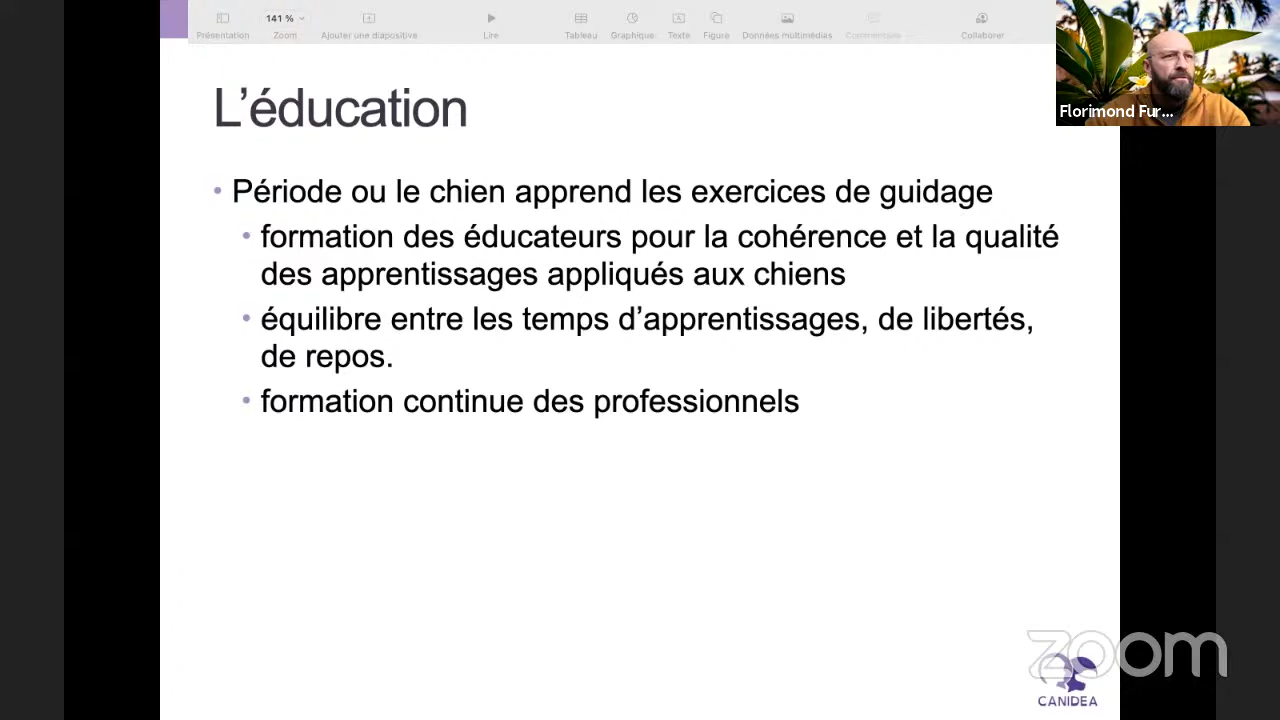 141 %
Présentation Zoom Ajouter une diapositive Lire Tableau Graphique Texte Figure Données multimédias Commentaire Collaborer
Florimond Fur...
L’éducation
• Période ou le chien apprend les exercices de guidage
• formation des éducateurs pour la cohérence et la qualité
des apprentissages appliqués aux chiens
• équilibre entre les temps d’apprentissages, de libertés,
de repos.
• formation continue des professionnels
zoom
CANIDEA